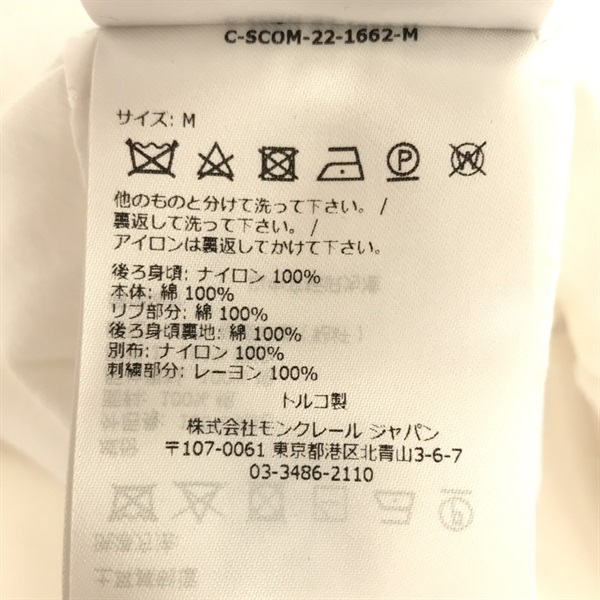 C-SCOM-22-1662-M
サイズ: M
他のものと分けて洗って下さい。 /
裏返して洗って下さい。/
アイロンは裏返してかけて下さい。
後ろ身頃: ナイロン 100%
本体: 綿 100%
リブ部分: 綿 100%
後ろ身頃裏地: 綿 100%
別布: ナイロン 100%
刺繍部分: レーヨン 100%
トルコ製
株式会社モンクレール ジャパン
〒107-0061 東京都港区北青山3-6-7
03-3486-2110